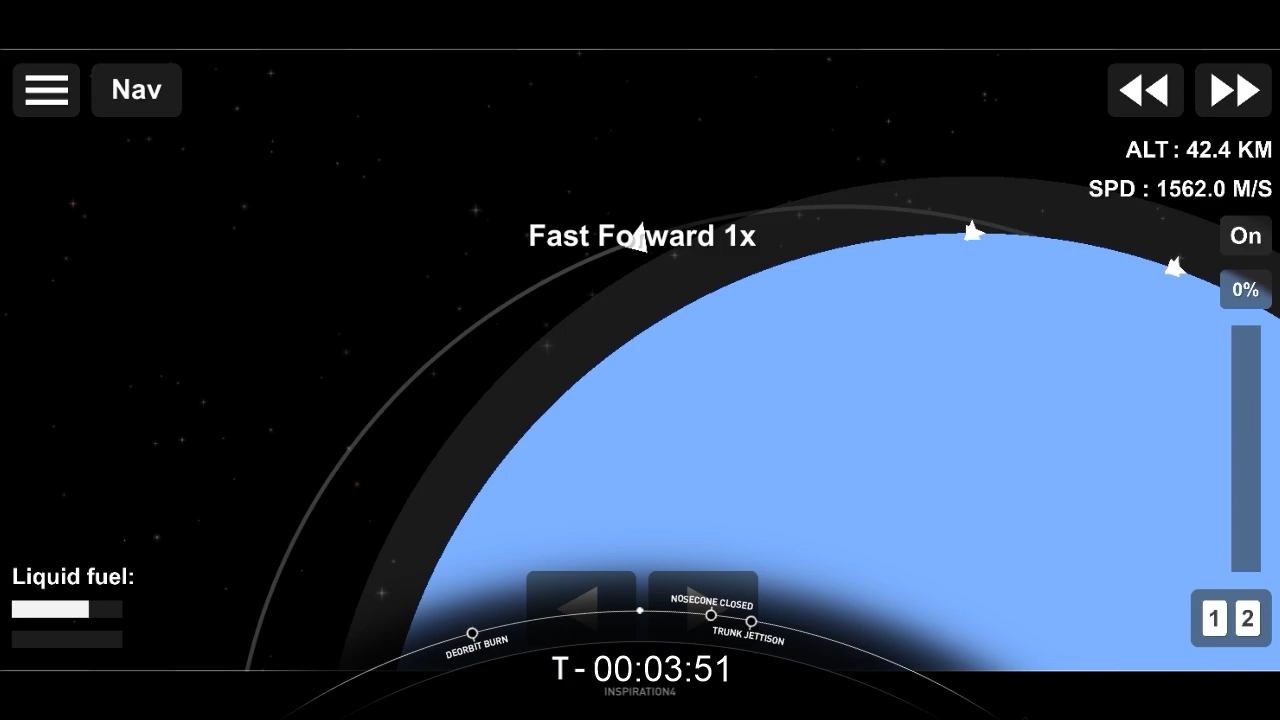 Nav
ALT : 42.4 KM
SPD : 1562.0 M/S
Fast Forward 1x
On
0%
Liquid fuel:
1 2
NOSECONE CLOSED
DEORBIT BURN
TRUNK JETTISON
T - 00:03:51
INSPIRATION4